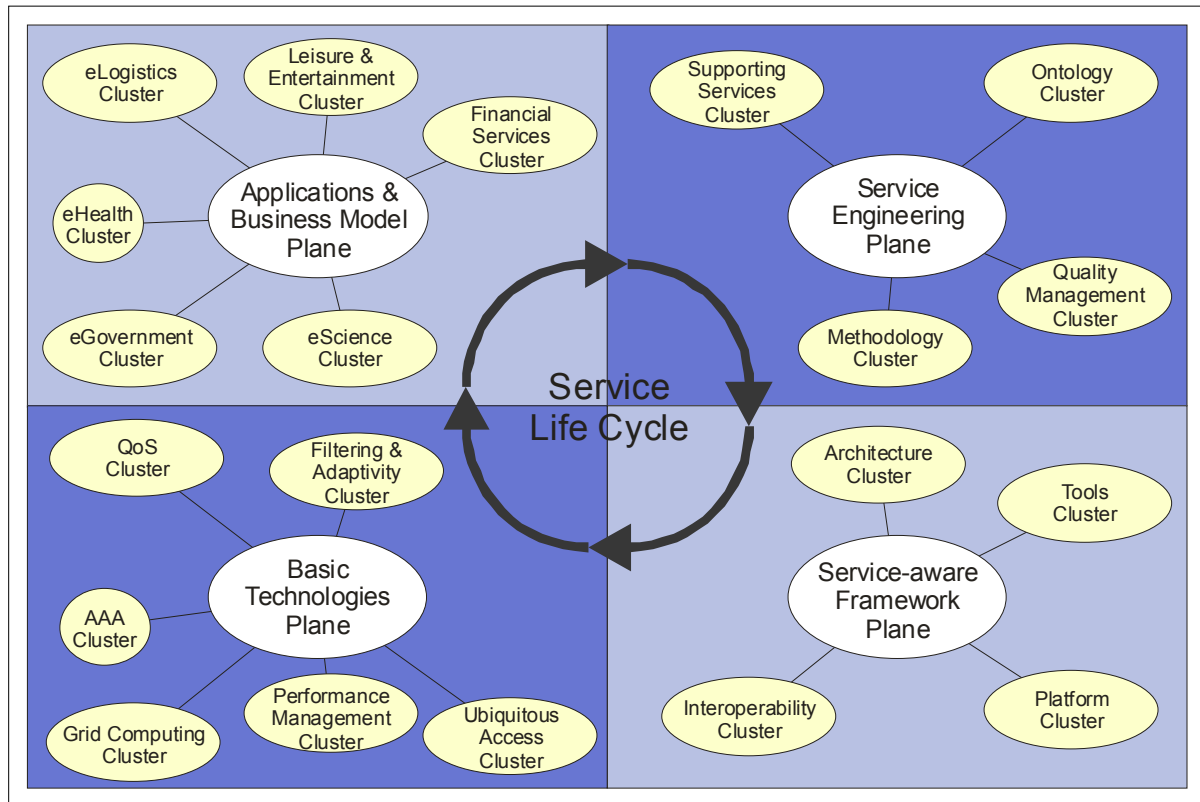 eLogistics
Cluster
Leisure &
Entertainment
Cluster
Financial
Services
Cluster
Applications &
Business Model
Plane
eHealth
Cluster
eGovernment
Cluster
eScience
Cluster
Supporting
Services
Cluster
Ontology
Cluster
Service
Engineering
Plane
Quality
Management
Cluster
Methodology
Cluster
Service
Life Cycle
QoS
Cluster
Filtering &
Adaptivity
Cluster
Basic
Technologies
Plane
AAA
Cluster
Grid Computing
Cluster
Performance
Management
Cluster
Ubiquitous
Access
Cluster
Architecture
Cluster
Tools
Cluster
Service-aware
Framework
Plane
Interoperability
Cluster
Platform
Cluster